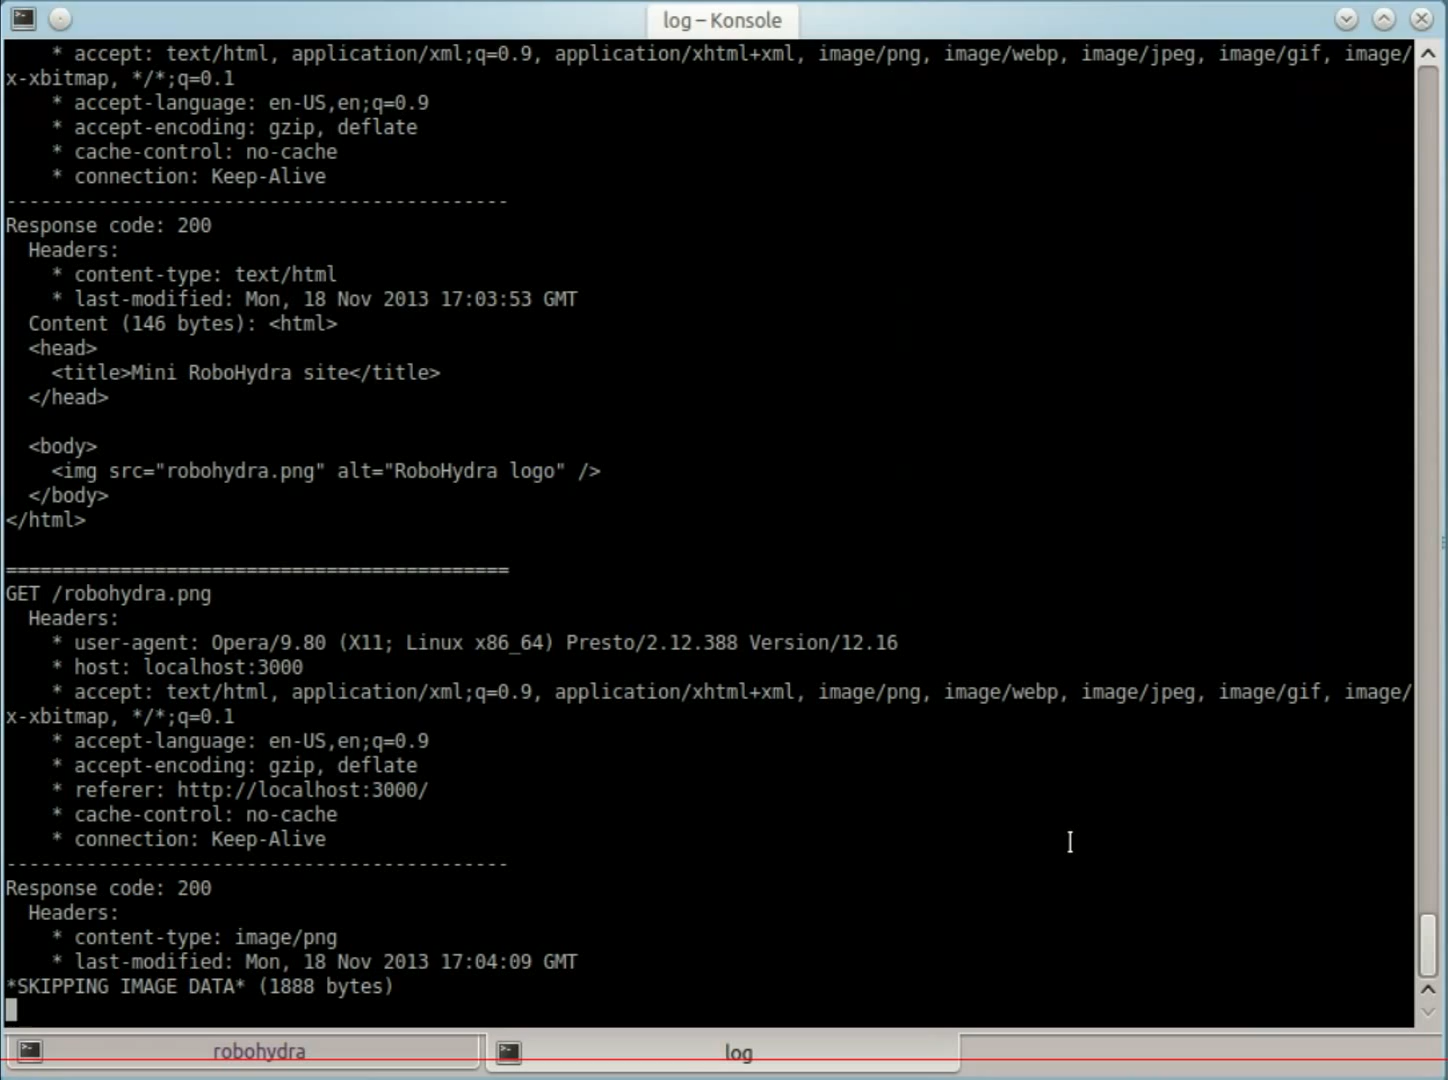 log – Konsole
* accept: text/html, application/xml;q=0.9, application/xhtml+xml, image/png, image/webp, image/jpeg, image/gif, image/
x-xbitmap, */*;q=0.1
* accept-language: en-US,en;q=0.9
* accept-encoding: gzip, deflate
* cache-control: no-cache
* connection: Keep-Alive
--------------------------------------------
Response code: 200
Headers:
* content-type: text/html
* last-modified: Mon, 18 Nov 2013 17:03:53 GMT
Content (146 bytes): <html>
<head>
<title>Mini RoboHydra site</title>
</head>
<body>
<img src="robohydra.png" alt="RoboHydra logo" />
</body>
</html>
============================================
GET /robohydra.png
Headers:
* user-agent: Opera/9.80 (X11; Linux x86_64) Presto/2.12.388 Version/12.16
* host: localhost:3000
* accept: text/html, application/xml;q=0.9, application/xhtml+xml, image/png, image/webp, image/jpeg, image/gif, image/
x-xbitmap, */*;q=0.1
* accept-language: en-US,en;q=0.9
* accept-encoding: gzip, deflate
* referer: http://localhost:3000/
* cache-control: no-cache
* connection: Keep-Alive
--------------------------------------------
Response code: 200
Headers:
* content-type: image/png
* last-modified: Mon, 18 Nov 2013 17:04:09 GMT
*SKIPPING IMAGE DATA* (1888 bytes)
robohydra
log